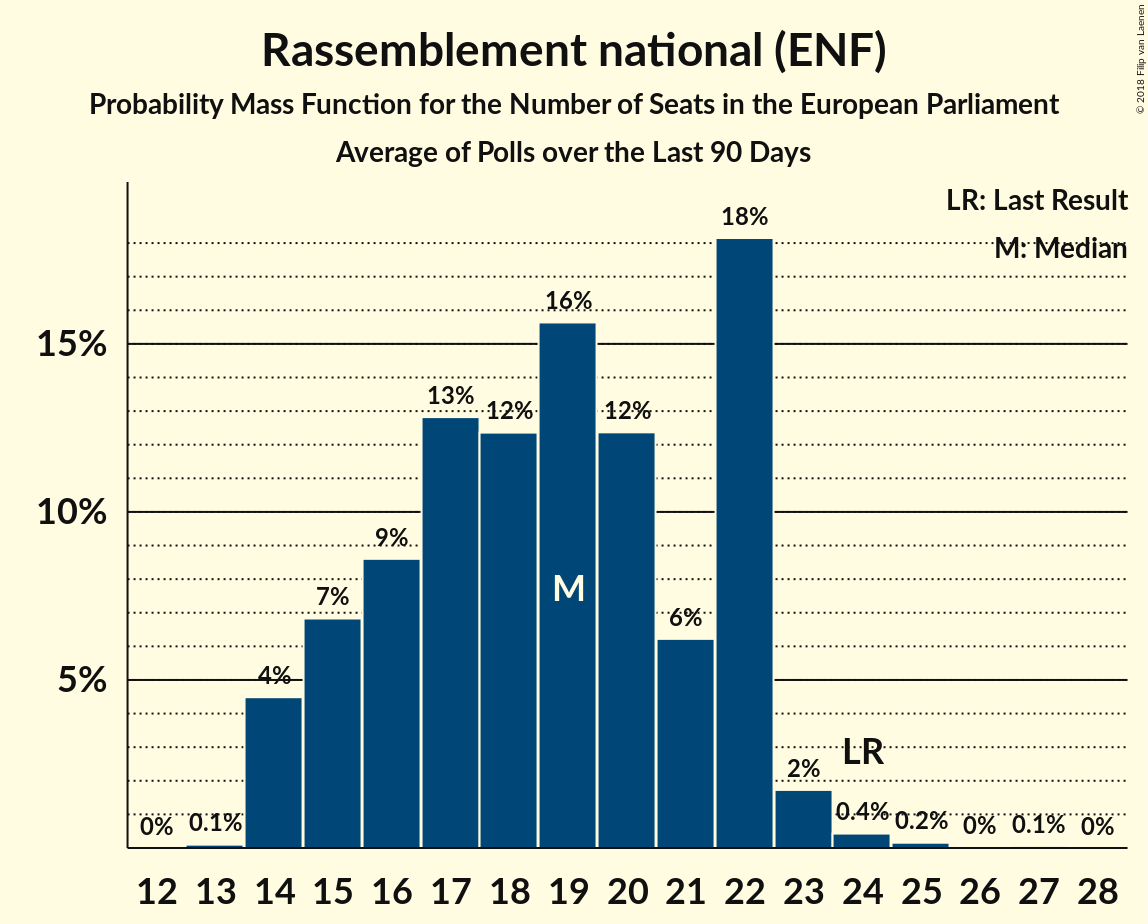 Rassemblement national (ENF)
Probability Mass Function for the Number of Seats in the European Parliament
Average of Polls over the Last 90 Days
© 2018 Filip van Laenen
LR: Last Result
M: Median
18%
16%
15%
13%
12%
12%
10%
9%
M
7%
6%
5%
4%
LR
2%
0%
0.1%
0.4%
0.2%
0%
0.1%
0%
12 13 14 15 16 17 18 19 20 21 22 23 24 25 26 27 28